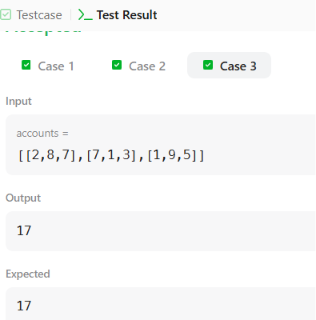 Testcase
Test Result
Accepted
Case 1
Case 2
Case 3
Input
accounts =
[[2,8,7],[7,1,3],[1,9,5]]
Output
17
Expected
17